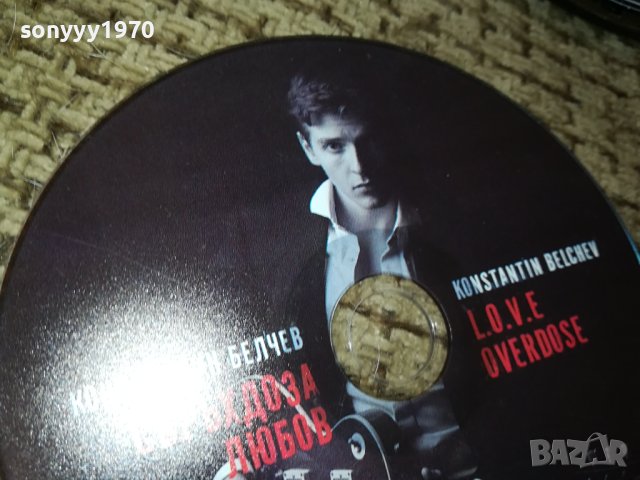 sonyyy1970
KONSTANTIN BELCHEV
L.O.V.E
OVERDOSE
БЕЛЧЕВ
ЛЮБОВ
BAZAR